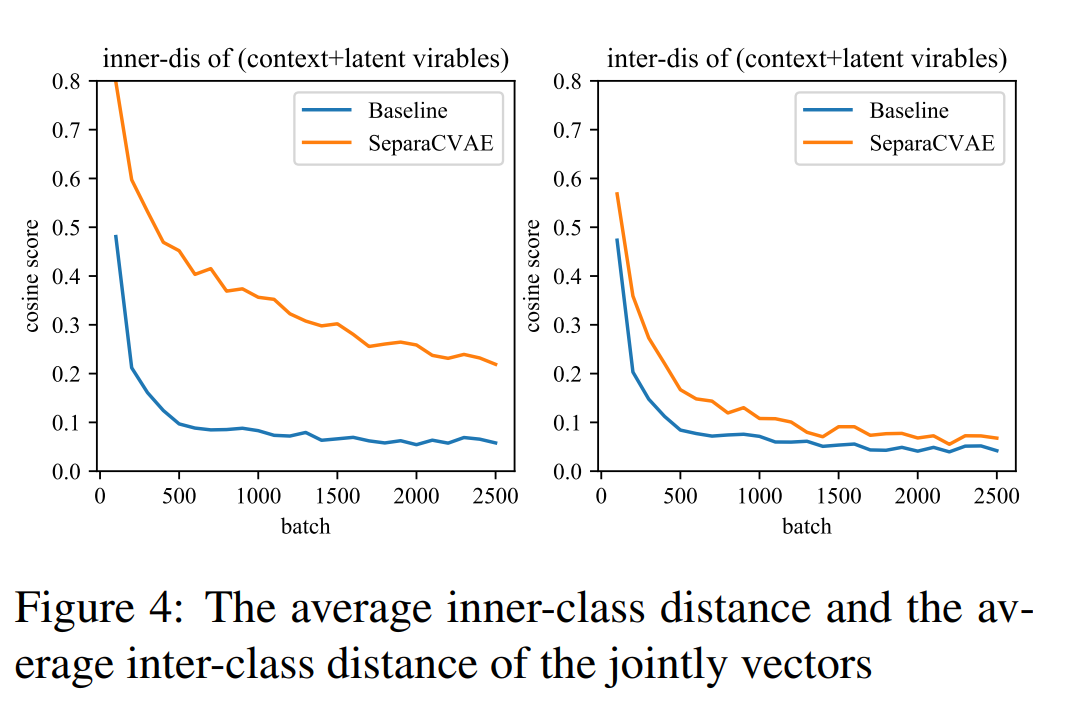 inner-dis of (context+latent virables)
0.8
0.7
0.6
0.5
0.4
0.3
0.2
0.1
0.0
cosine score
Baseline
SeparaCVAE
0 500 1000 1500 2000 2500
batch
inter-dis of (context+latent virables)
0.8
0.7
0.6
0.5
0.4
0.3
0.2
0.1
0.0
cosine score
Baseline
SeparaCVAE
0 500 1000 1500 2000 2500
batch
Figure 4: The average inner-class distance and the av-
erage inter-class distance of the jointly vectors